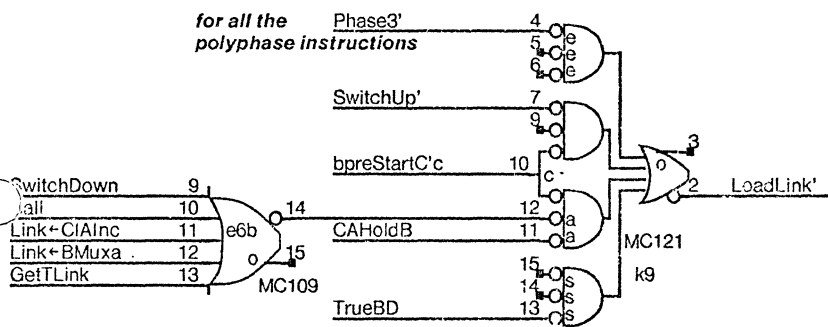 for all the
polyphase instructions
Phase3' 4
5
6
e
e
e
SwitchUp' 7
9
bpreStartC'c 10
c
3
o
2 LoadLink'
SwitchDown 9
10
Link←CIAInc 11
Link←BMuxa 12
GetTLink 13
e6b
o
14
15
MC109
12
CAHoldB 11
a
a
MC121
k9
15
14
TrueBD 13
s
s
s